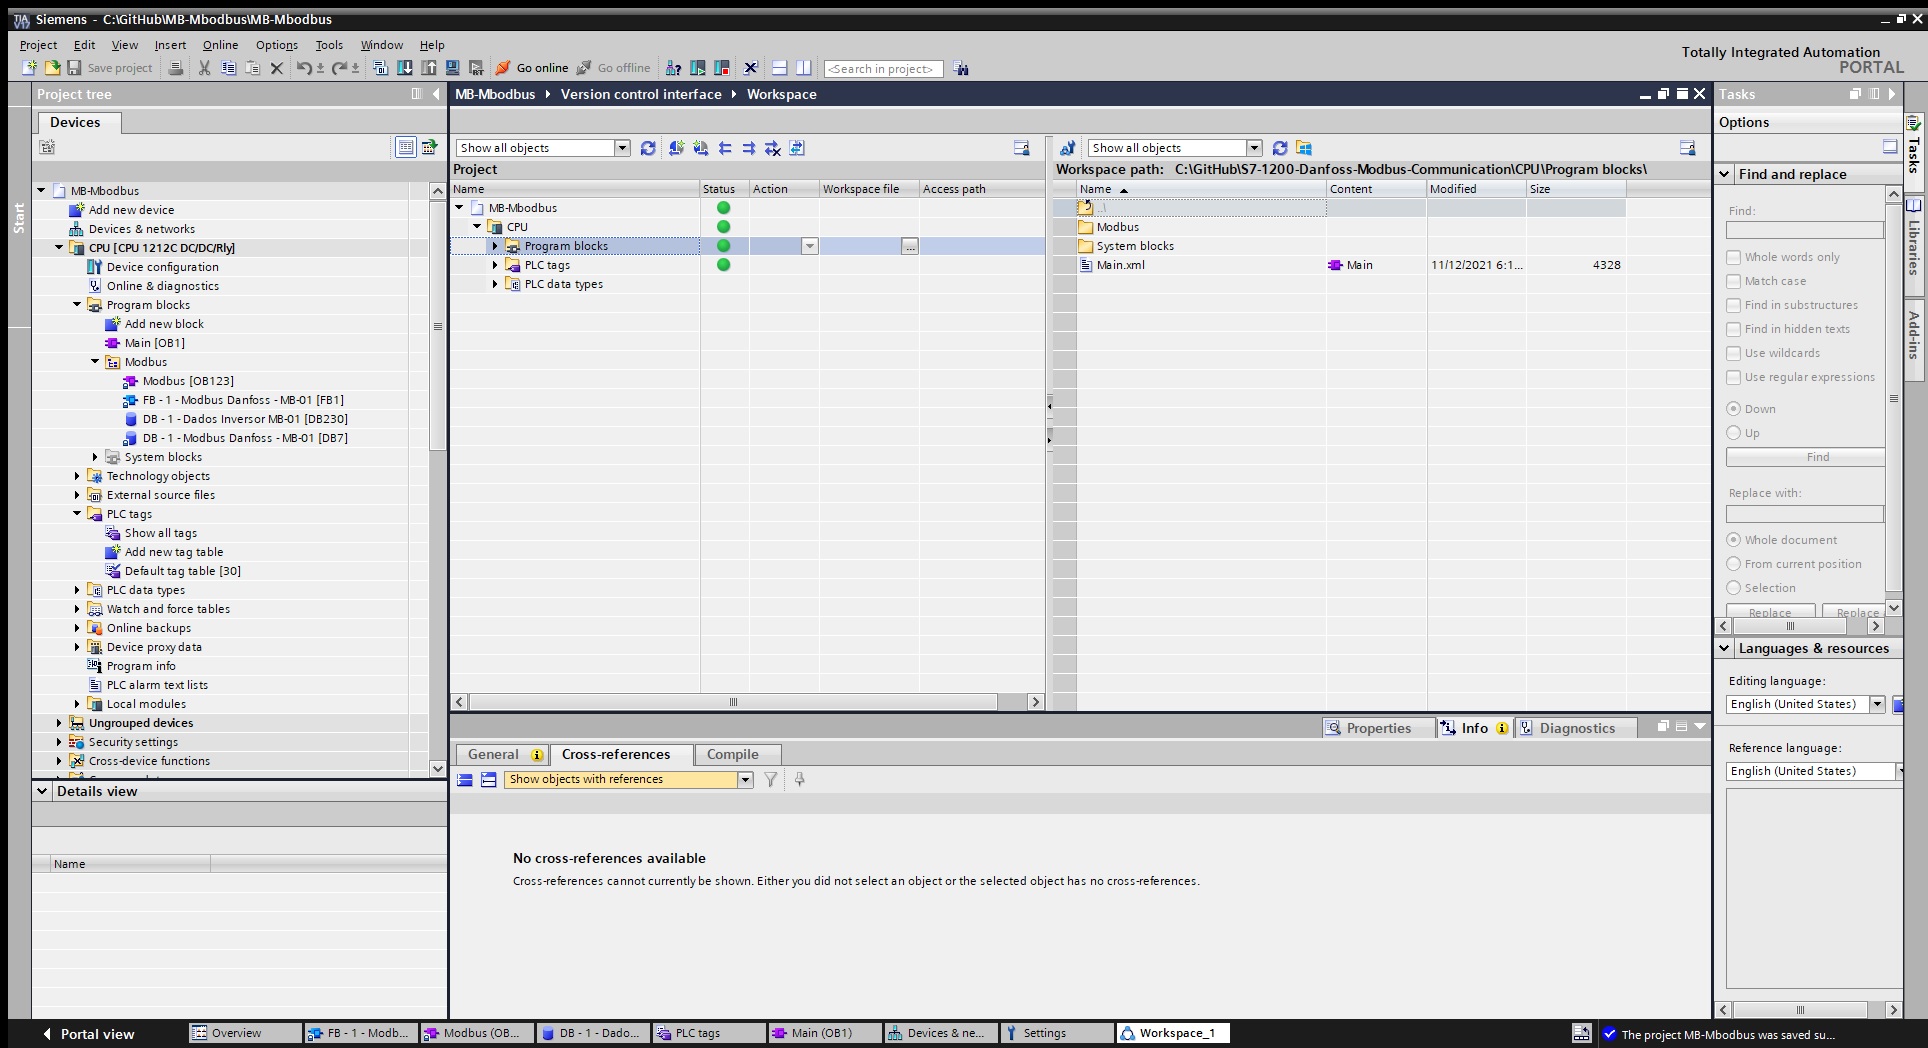 Siemens - C:\GitHub\MB-Mbodbus\MB-Mbodbus
Project Edit View Insert Online Options Tools Window Help
Totally Integrated Automation
PORTAL
Save project Go online Go offline <Search in project>
Project tree
MB-Mbodbus Version control interface Workspace
Tasks
Devices
Options
Start
Show all objects
Show all objects
Project
Workspace path: C:\GitHub\S7-1200-Danfoss-Modbus-Communication\CPU\Program blocks\
Name Status Action Workspace file Access path
Name Content Modified Size
MB-Mbodbus
Add new device
Devices & networks
CPU [CPU 1212C DC/DC/Rly]
Device configuration
Online & diagnostics
Program blocks
Add new block
Main [OB1]
Modbus
Modbus [OB123]
FB - 1 - Modbus Danfoss - MB-01 [FB1]
DB - 1 - Dados Inversor MB-01 [DB230]
DB - 1 - Modbus Danfoss - MB-01 [DB7]
System blocks
Technology objects
External source files
PLC tags
Show all tags
Add new tag table
Default tag table [30]
PLC data types
Watch and force tables
Online backups
Device proxy data
Program info
PLC alarm text lists
Local modules
Ungrouped devices
Security settings
Cross-device functions
Details view
Name
MB-Mbodbus
CPU
Program blocks
...
PLC tags
PLC data types
..\
Modbus
System blocks
Main.xml Main 11/12/2021 6:1... 4328
Properties Info Diagnostics
General Cross-references Compile
Show objects with references
No cross-references available
Cross-references cannot currently be shown. Either you did not select an object or the selected object has no cross-references.
Find and replace
Find:
Whole words only
Match case
Find in substructures
Find in hidden texts
Use wildcards
Use regular expressions
Down
Up
Find
Replace with:
Whole document
From current position
Selection
Replace Replace
Languages & resources
Editing language:
English (United States)
Reference language:
English (United States)
Tasks
Libraries
Add-ins
Portal view Overview FB - 1 - Modb... Modbus (OB... DB - 1 - Dado... PLC tags Main (OB1) Devices & ne... Settings Workspace_1 The project MB-Mbodbus was saved su...